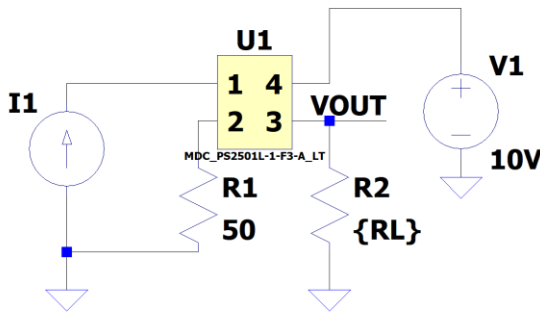 U1
V1
I1
1 4
2 3
VOUT
MDC_PS2501L-1-F3-A_LT
10V
R1
R2
50
{RL}